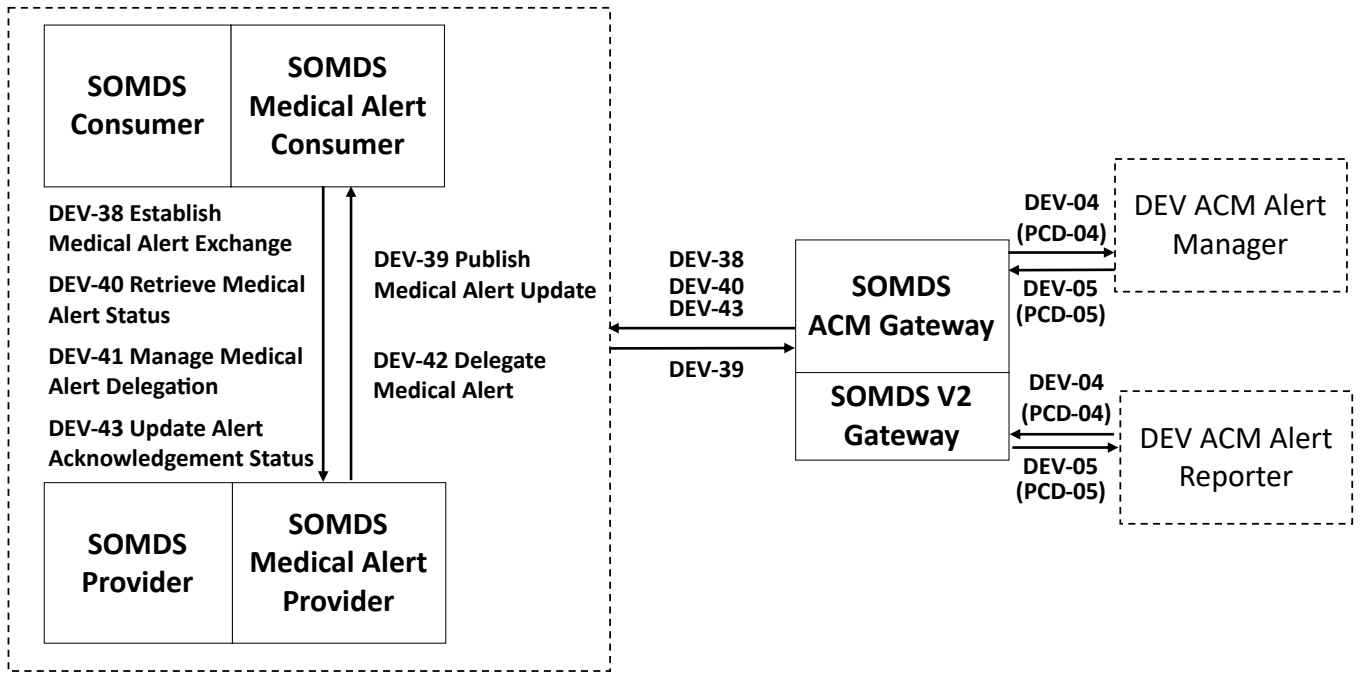 SOMDS
Consumer
SOMDS
Medical Alert
Consumer
DEV-38 Establish
Medical Alert Exchange
DEV-40 Retrieve Medical
Alert Status
DEV-41 Manage Medical
Alert Delegation
DEV-43 Update Alert
Acknowledgement Status
DEV-39 Publish
Medical Alert Update
DEV-42 Delegate
Medical Alert
SOMDS
Provider
SOMDS
Medical Alert
Provider
DEV-38
DEV-40
DEV-43
DEV-39
SOMDS
ACM Gateway
SOMDS V2
Gateway
DEV-04
(PCD-04)
DEV-05
(PCD-05)
DEV ACM Alert
Manager
DEV-04
(PCD-04)
DEV-05
(PCD-05)
DEV ACM Alert
Reporter